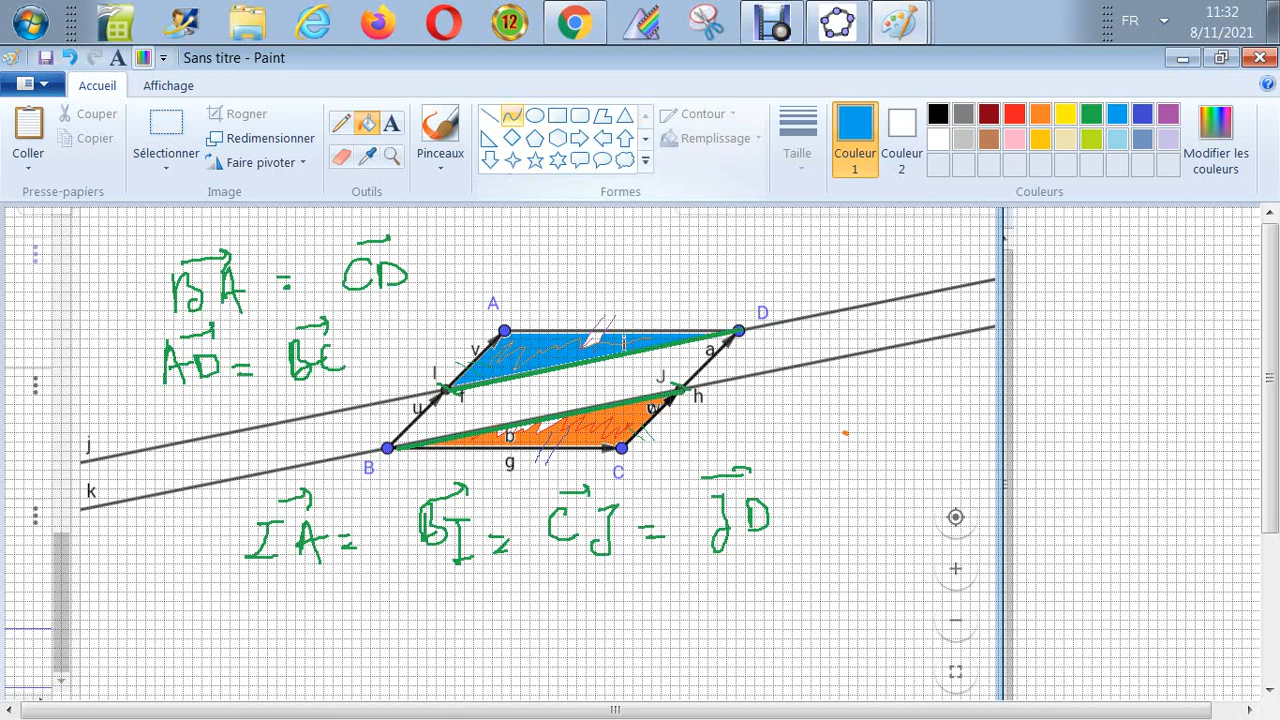 12
FR
11:32
8/11/2021
Sans titre - Paint
Accueil
Affichage
Coller
Couper
Copier
Presse-papiers
Sélectionner
Rogner
Redimensionner
Faire pivoter
Image
A
Outils
Pinceaux
Contour
Remplissage
Formes
Taille
Couleur 1
Couleur 2
Modifier les couleurs
Couleurs
BA = CD
AD = BC
A
D
v
i
a
I
f
J
u
w
h
b
j
B
g
C
k
IA = BI = CJ = JD